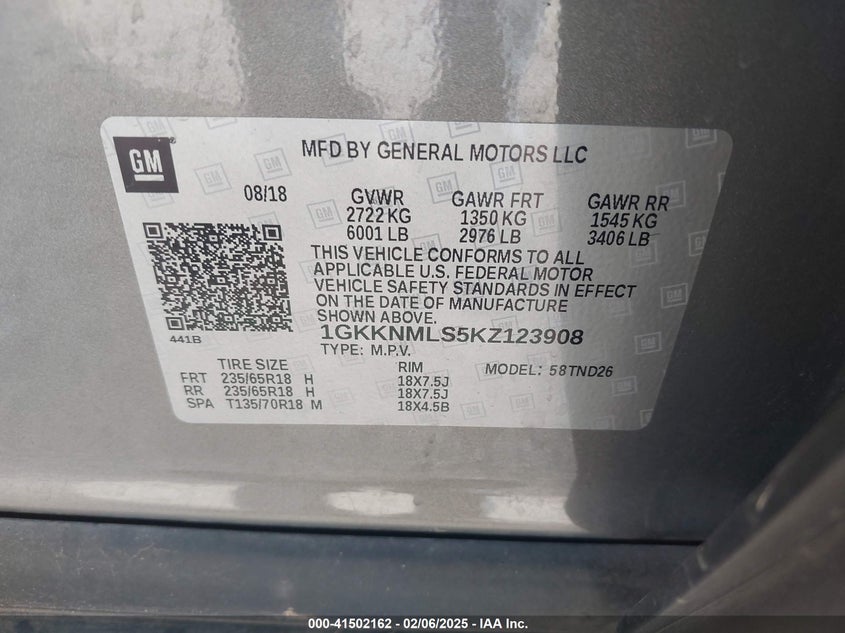 GM
MFD BY GENERAL MOTORS LLC
08/18 GVWR GAWR FRT GAWR RR
2722 KG 1350 KG 1545 KG
6001 LB 2976 LB 3406 LB
THIS VEHICLE CONFORMS TO ALL
APPLICABLE U.S. FEDERAL MOTOR
VEHICLE SAFETY STANDARDS IN EFFECT
ON THE DATE OF MANUFACTURE
SHOWN ABOVE.
441B
1GKKNMLS5KZ123908
TYPE: M.P.V.
TIRE SIZE RIM MODEL: 58TND26
FRT 235/65R18 H 18X7.5J
RR 235/65R18 H 18X7.5J
SPA T135/70R18 M 18X4.5B
000-41502162 - 02/06/2025 - IAA Inc.